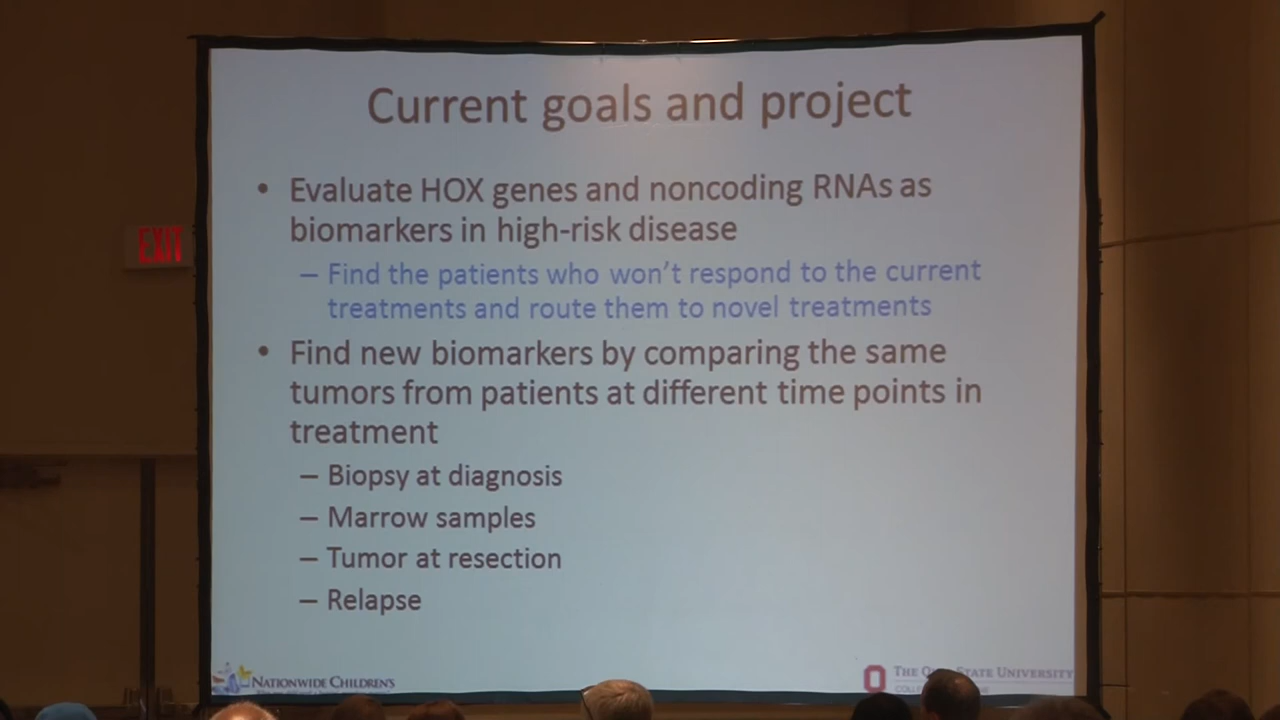 Current goals and project
• Evaluate HOX genes and noncoding RNAs as
biomarkers in high-risk disease
– Find the patients who won't respond to the current
treatments and route them to novel treatments
• Find new biomarkers by comparing the same
tumors from patients at different time points in
treatment
– Biopsy at diagnosis
– Marrow samples
– Tumor at resection
– Relapse
EXIT
NATIONWIDE CHILDREN'S
THE STATE UNIVERSITY